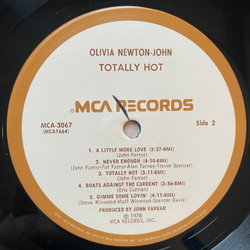 OLIVIA NEWTON-JOHN
TOTALLY HOT
MCA RECORDS
MCA-3067
(MCA1664)
Side 2
1. A LITTLE MORE LOVE (3:27-BMI)
(John Farrar)
2. NEVER ENOUGH (4:10-BMI)
(John Farrar-Pat Farrar-Alan Tarney-Trevor Spencer)
3. TOTALLY HOT (3:11-BMI)
(John Farrar)
4. BOATS AGAINST THE CURRENT (3:56-BMI)
(Eric Carmen)
5. GIMME SOME LOVIN' (4:11-BMI)
(Steve Winwood-Muff Winwood-Spencer Davis)
PRODUCED BY JOHN FARRAR
℗ 1978
MCA RECORDS, INC.